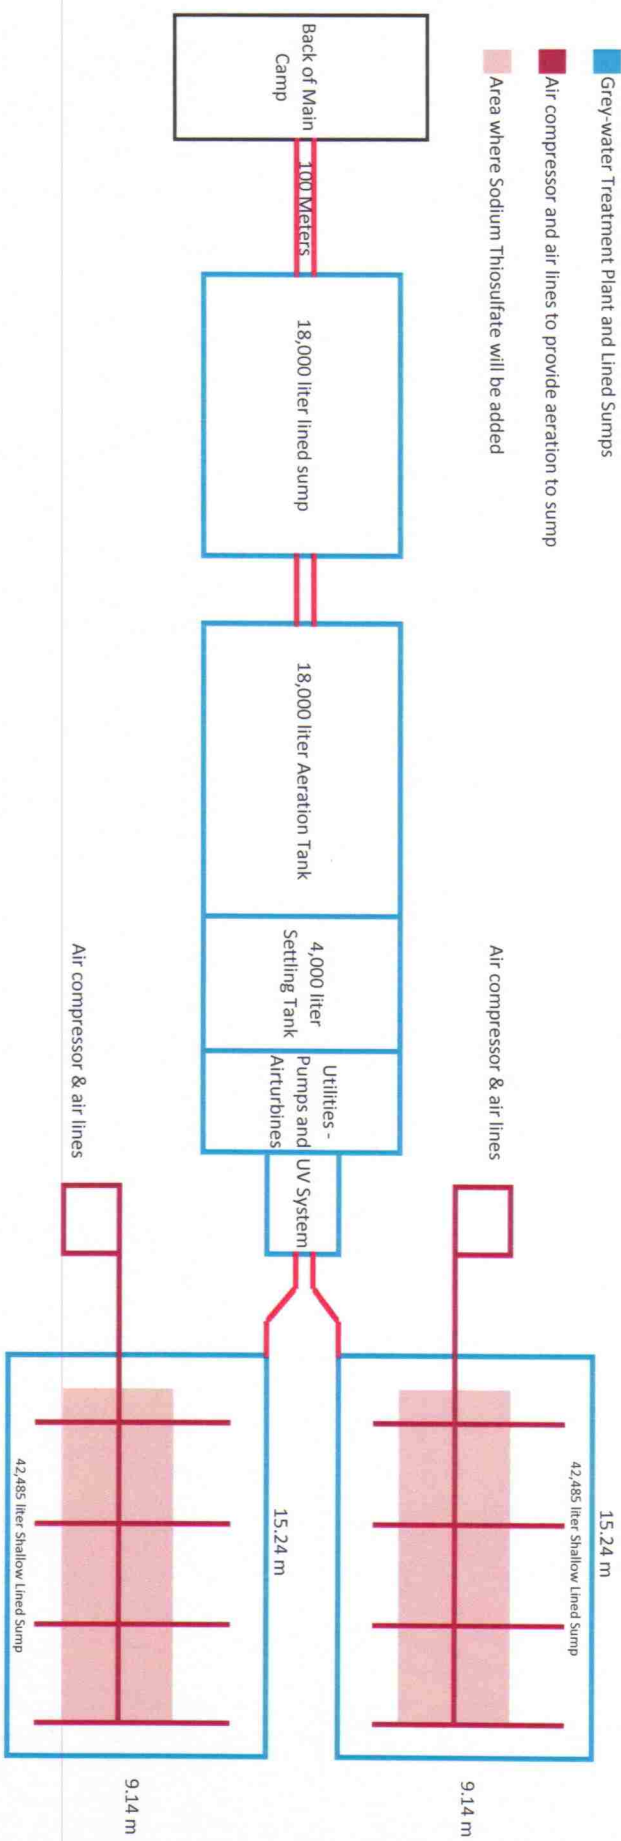 Grey-water Treatment Plant and Lined Sumps
Air compressor and air lines to provide aeration to sump
Area where Sodium Thiosulfate will be added
Back of Main
Camp
100 Meters
18,000 liter lined sump
18,000 liter Aeration Tank
4,000 liter
Settling Tank
Utilities -
Pumps and
Airturbines
UV System
Air compressor & air lines
15.24 m
42,485 liter Shallow Lined Sump
9.14 m
Air compressor & air lines
15.24 m
42,485 liter Shallow Lined Sump
9.14 m